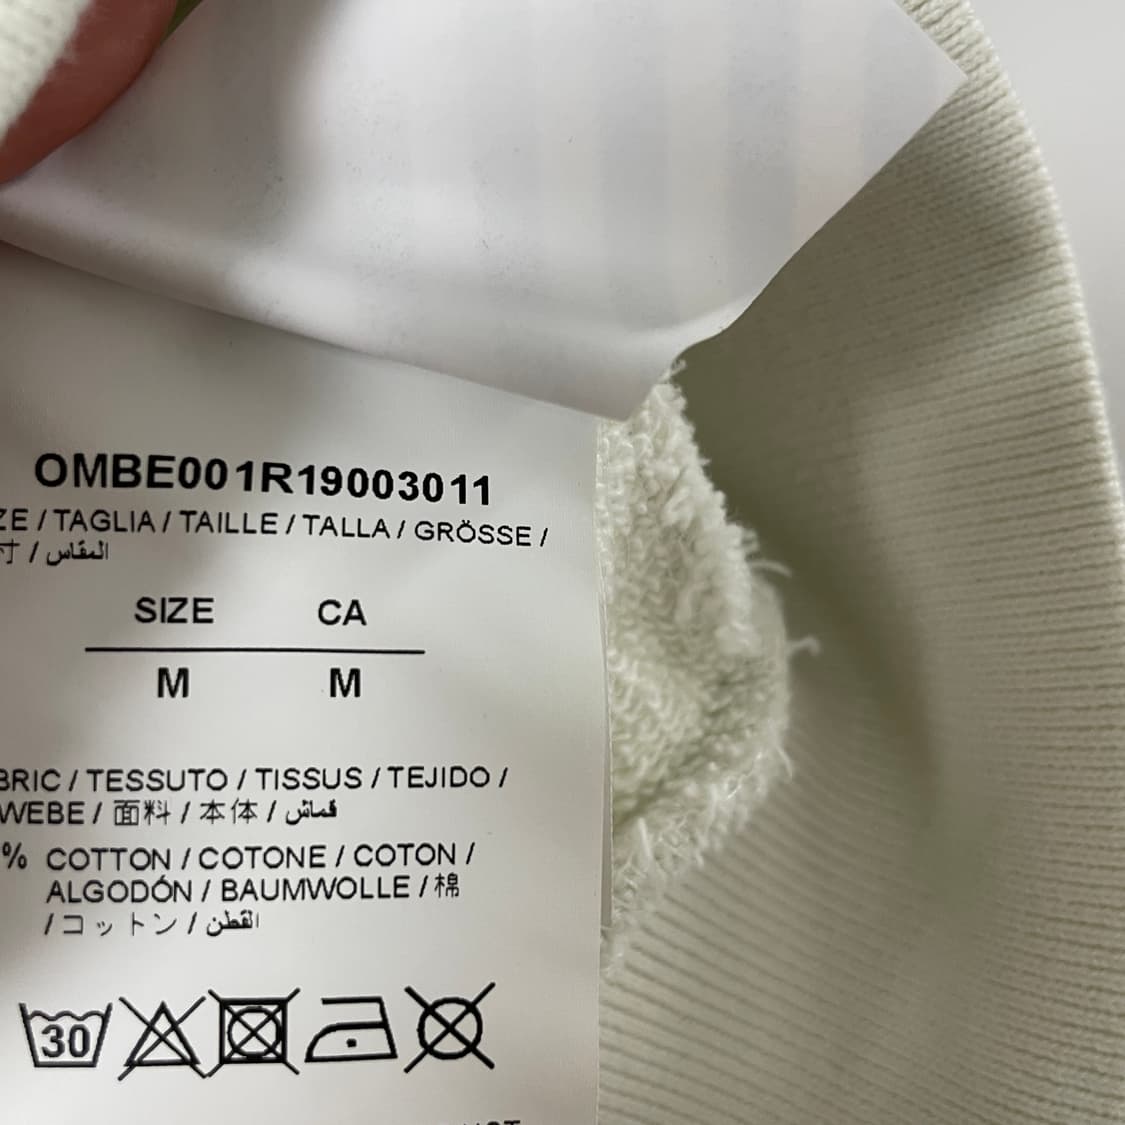 OMBE001R19003011
ZE / TAGLIA / TAILLE / TALLA / GRÖSSE /
寸 / المقاس
SIZE CA
M M
BRIC / TESSUTO / TISSUS / TEJIDO /
WEBE / 面料 / 本体 / قماش
% COTTON / COTONE / COTON /
ALGODÓN / BAUMWOLLE / 棉
/ コットン / القطن
30